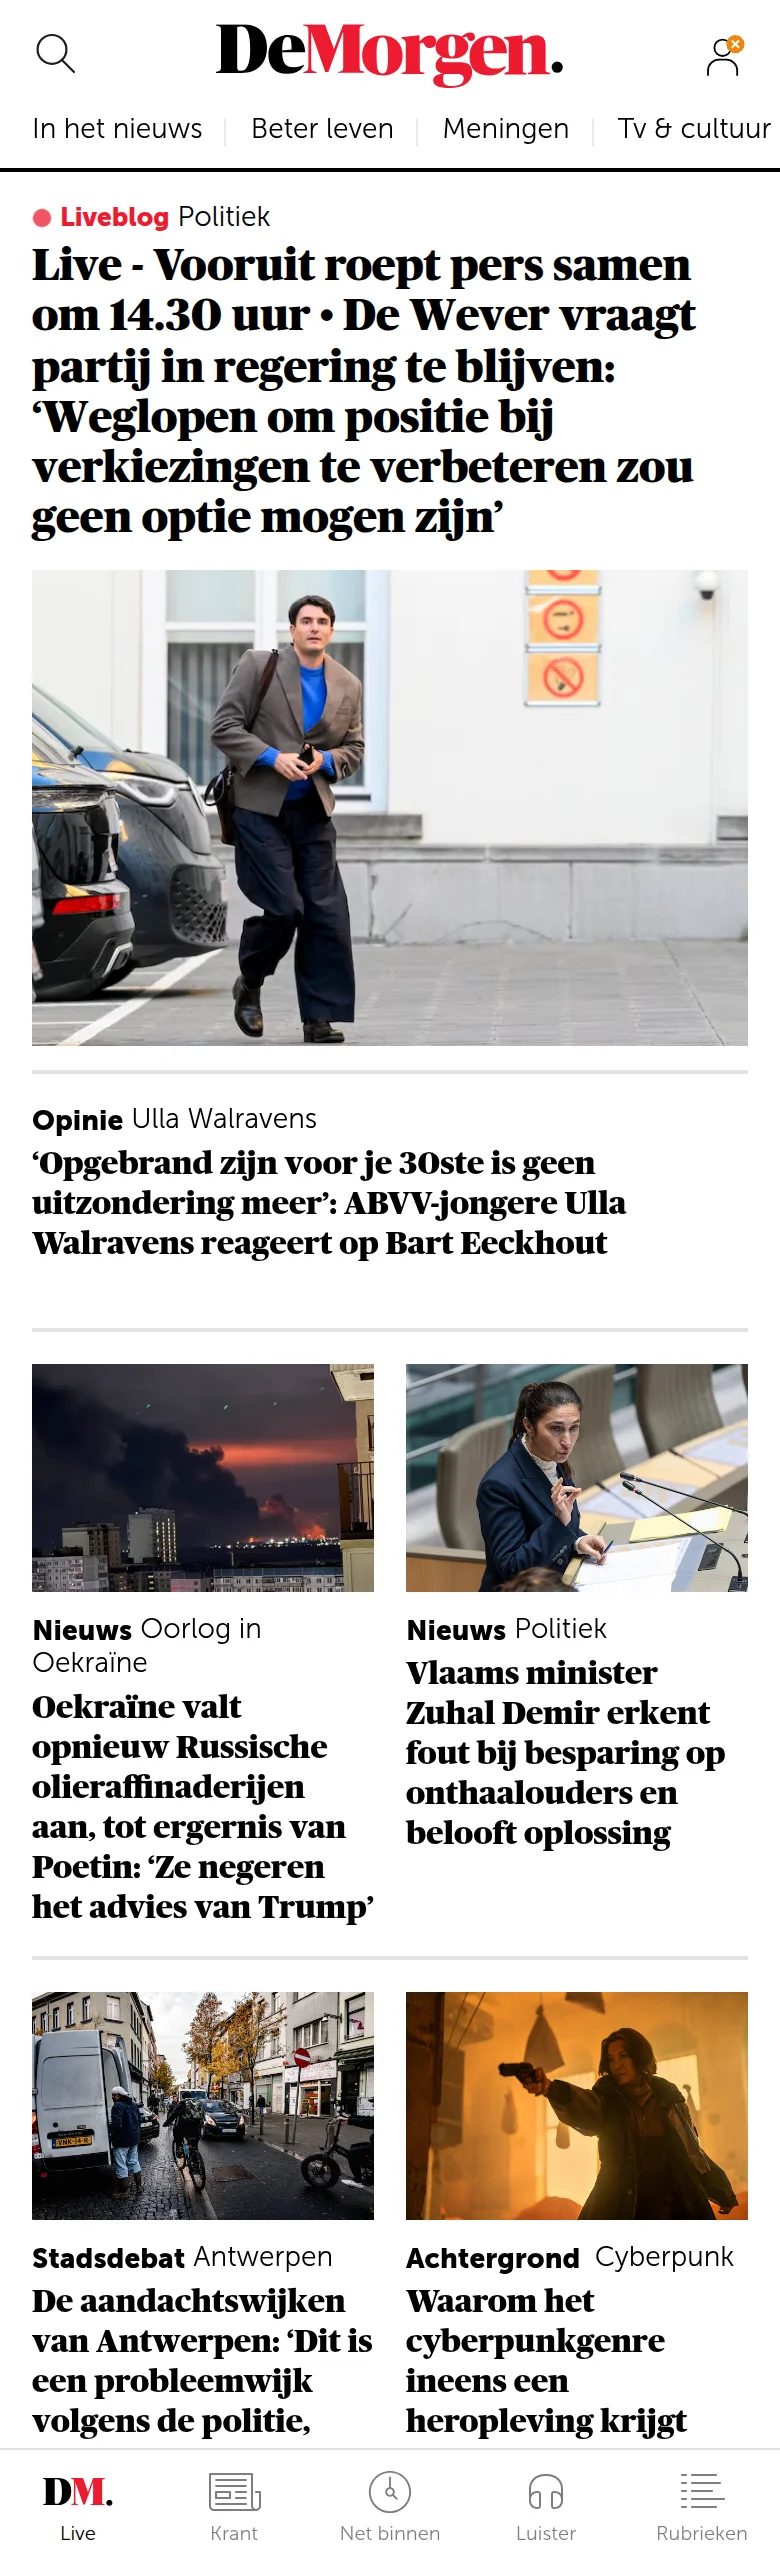 DeMorgen.
In het nieuws
Beter leven
Meningen
Tv & cultuur
Liveblog Politiek
Live - Vooruit roept pers samen
om 14.30 uur • De Wever vraagt
partij in regering te blijven:
‘Weglopen om positie bij
verkiezingen te verbeteren zou
geen optie mogen zijn’
Opinie Ulla Walravens
‘Opgebrand zijn voor je 30ste is geen
uitzondering meer’: ABVV-jongere Ulla
Walravens reageert op Bart Eeckhout
Nieuws Oorlog in
Oekraïne
Oekraïne valt
opnieuw Russische
olieraffinaderijen
aan, tot ergernis van
Poetin: ‘Ze negeren
het advies van Trump’
Nieuws Politiek
Vlaams minister
Zuhal Demir erkent
fout bij besparing op
onthaalouders en
belooft oplossing
VNK-14-R
Stadsdebat Antwerpen
De aandachtswijken
van Antwerpen: ‘Dit is
een probleemwijk
volgens de politie,
Achtergrond Cyberpunk
Waarom het
cyberpunkgenre
ineens een
heropleving krijgt
DM.
Live
Krant
Net binnen
Luister
Rubrieken